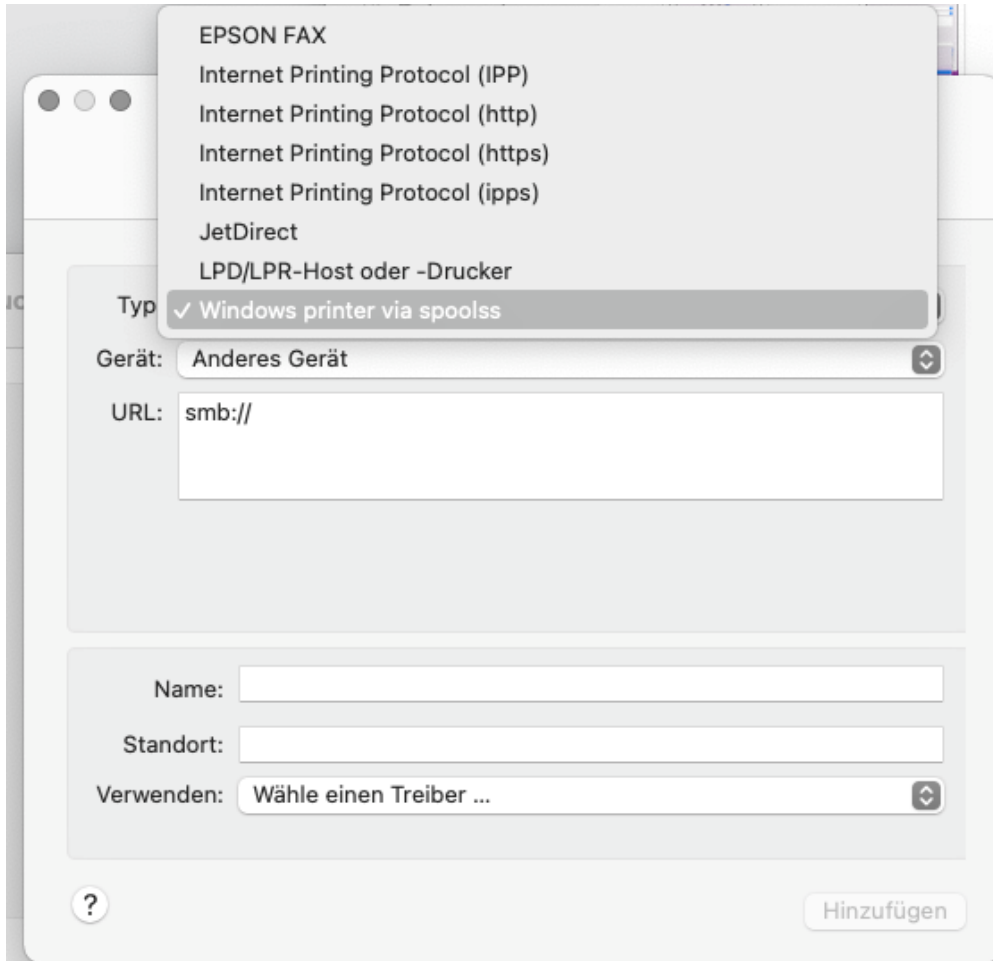 EPSON FAX
Internet Printing Protocol (IPP)
Internet Printing Protocol (http)
Internet Printing Protocol (https)
Internet Printing Protocol (ipps)
JetDirect
LPD/LPR-Host oder -Drucker
Typ ✓ Windows printer via spoolss
Gerät: Anderes Gerät
URL: smb://
Name:
Standort:
Verwenden: Wähle einen Treiber ...
? Hinzufügen